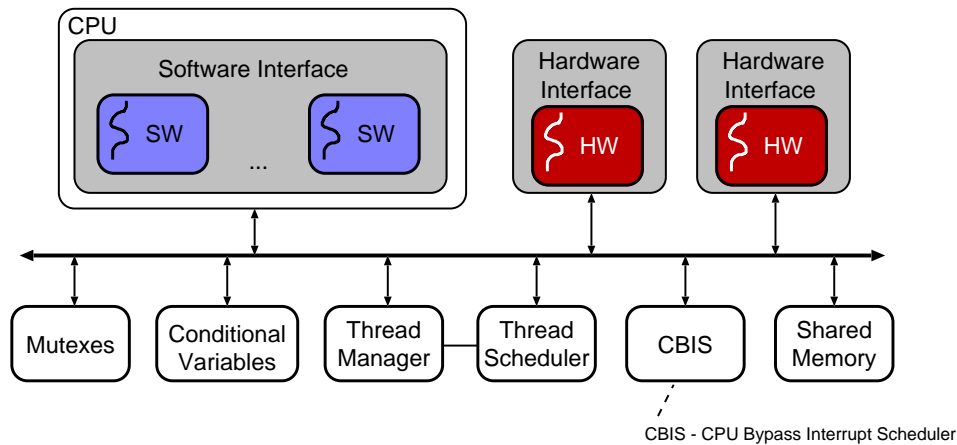 CPU
Software Interface
SW
...
SW
Hardware
Interface
HW
Hardware
Interface
HW
Mutexes
Conditional
Variables
Thread
Manager
Thread
Scheduler
CBIS
Shared
Memory
CBIS - CPU Bypass Interrupt Scheduler